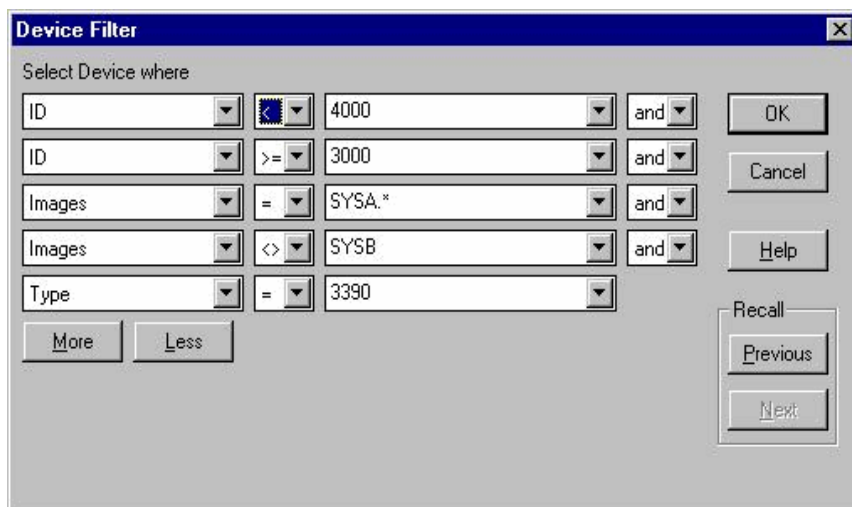 Device Filter
Select Device where
ID < 4000 and OK
ID >= 3000 and Cancel
Images = SYSA.* and
Images <> SYSB and Help
Type = 3390
Recall
More Less Previous
Next